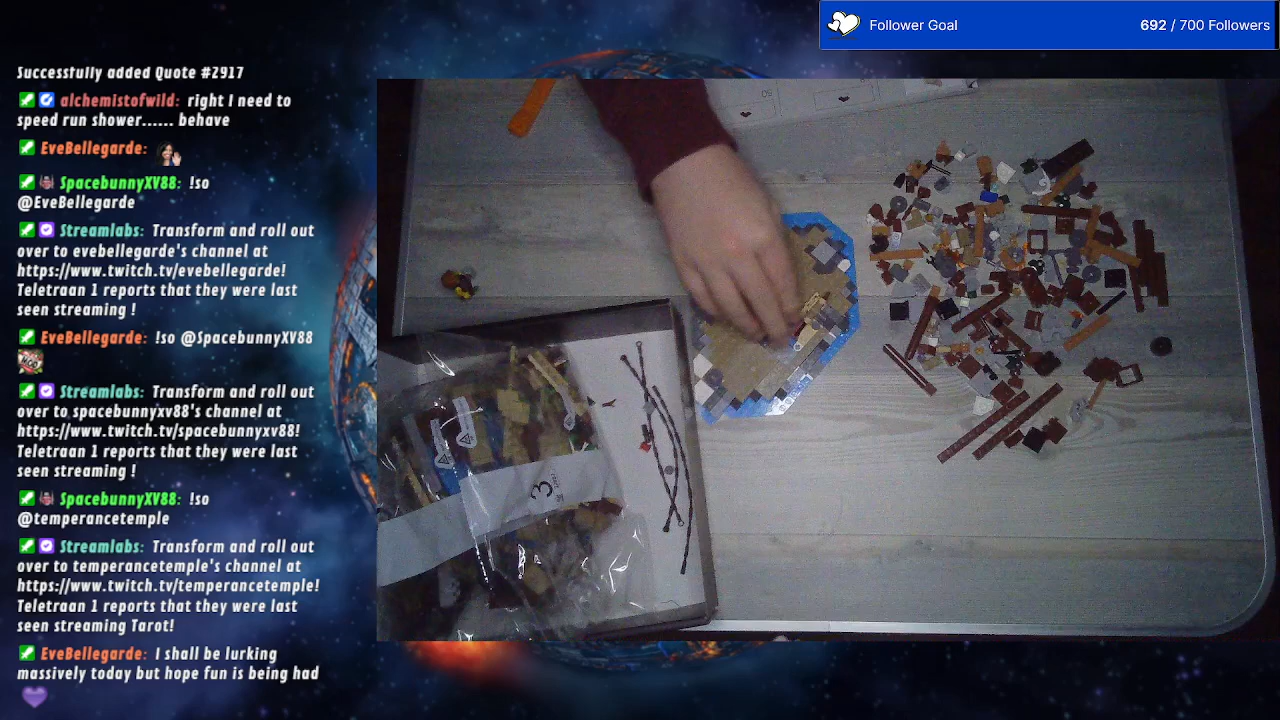 Follower Goal
692 / 700 Followers
Successfully added Quote #2917
alchemistofwild: right I need to
speed run shower...... behave
EveBellegarde:
SpacebunnyXV88: !so
@EveBellegarde
Streamlabs: Transform and roll out
over to evebellegarde's channel at
https://www.twitch.tv/evebellegarde!
Teletraan 1 reports that they were last
seen streaming !
EveBellegarde: !so @SpacebunnyXV88
Streamlabs: Transform and roll out
over to spacebunnyxv88's channel at
https://www.twitch.tv/spacebunnyxv88!
Teletraan 1 reports that they were last
seen streaming !
SpacebunnyXV88: !so
@temperancetemple
Streamlabs: Transform and roll out
over to temperancetemple's channel at
https://www.twitch.tv/temperancetemple!
Teletraan 1 reports that they were last
seen streaming Tarot!
EveBellegarde: I shall be lurking
massively today but hope fun is being had
3